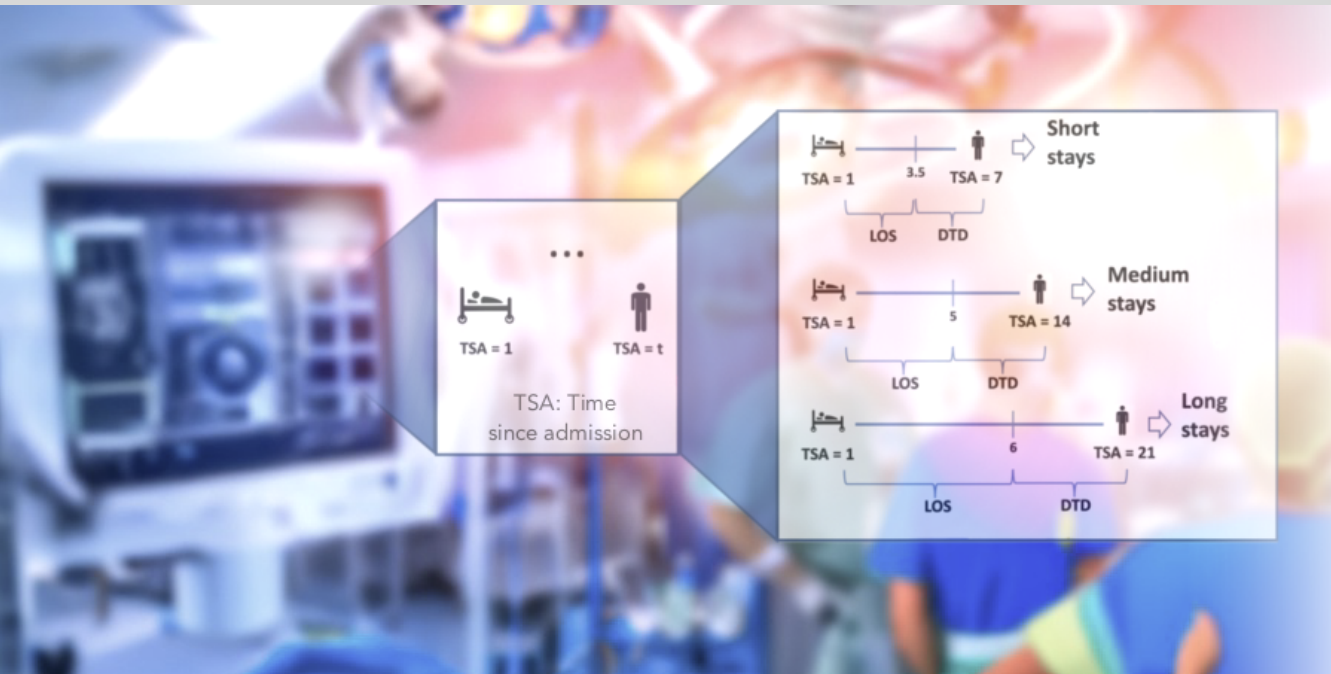 ...
TSA = 1
TSA = t
TSA: Time
since admission
Short
stays
3.5
TSA = 1
TSA = 7
LOS
DTD
Medium
stays
5
TSA = 1
TSA = 14
LOS
DTD
Long
stays
6
TSA = 1
TSA = 21
LOS
DTD